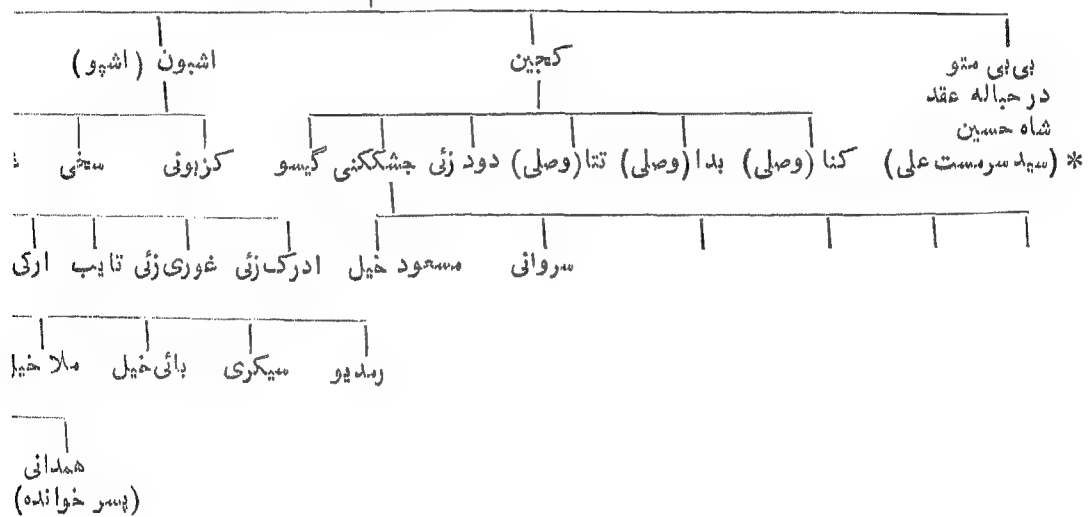 بی‌بی متو کجین اشبون (اشپو)
در حباله عقد
شاه حسین
* (سید سرمست علی) کنا (وصلی) بدا (وصلی) تتا (وصلی) دود زئی جشککنی گیسو کزبوئی سخی
سروانی مسعود خیل ادرک‌زئی غوری‌زئی تایب ارکی
رمدیو سیکری بائی‌خیل ملا خیل
همدانی
(پسر خوانده)